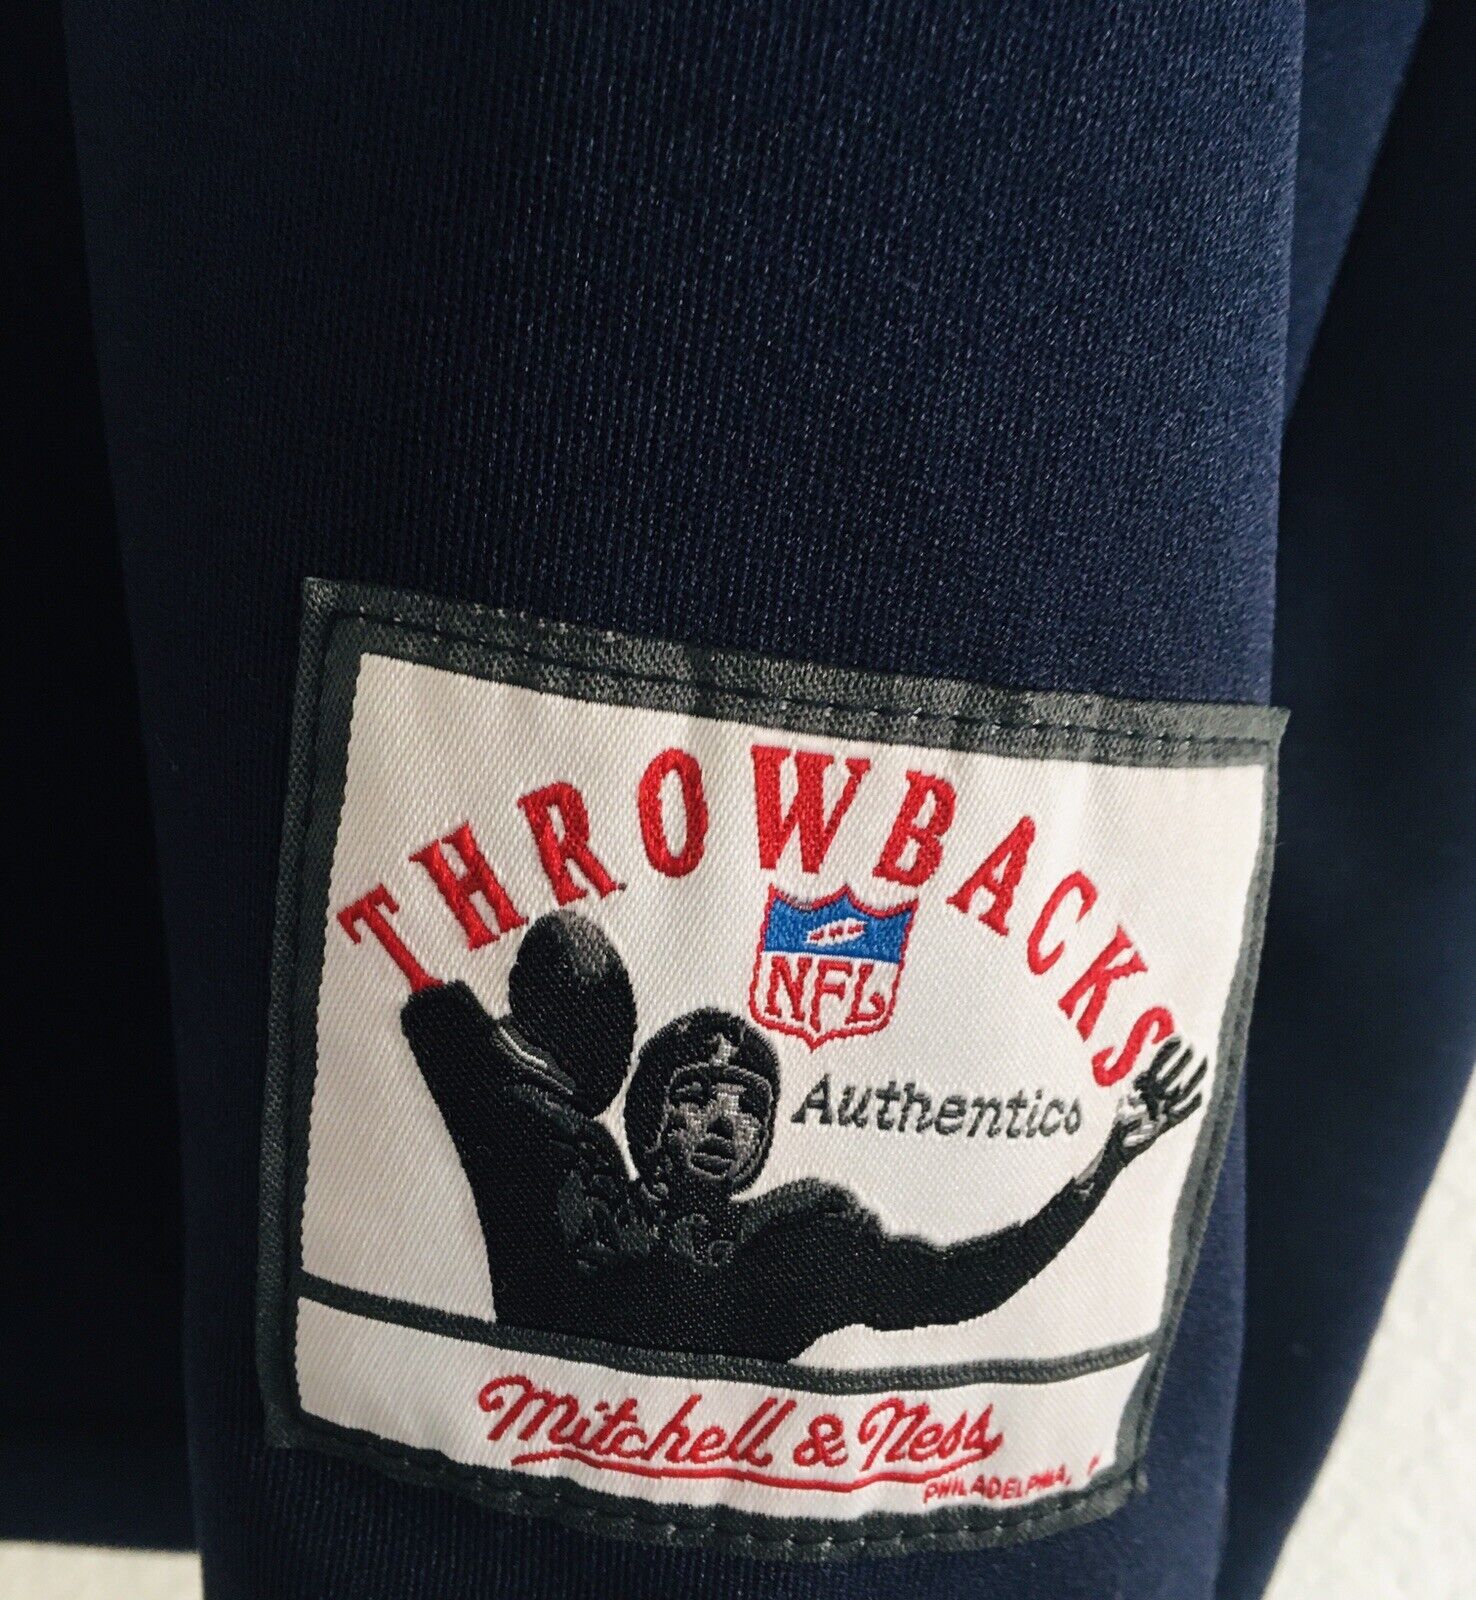 THROWBACKS
NFL
Authentics
Mitchell & Ness
PHILADELPHIA,